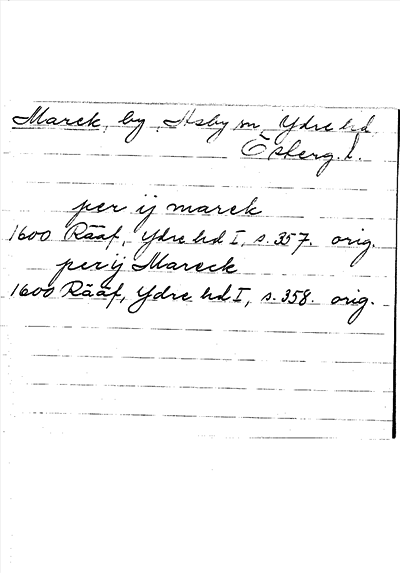 Marek, by, Asby sn, Ydre hd
Österg. l.
per ij marek
1600 Rääf, Ydre hd I, s. 357. orig.
per ij Mareck
1600 Rääf, Ydre hd I, s. 358. orig.